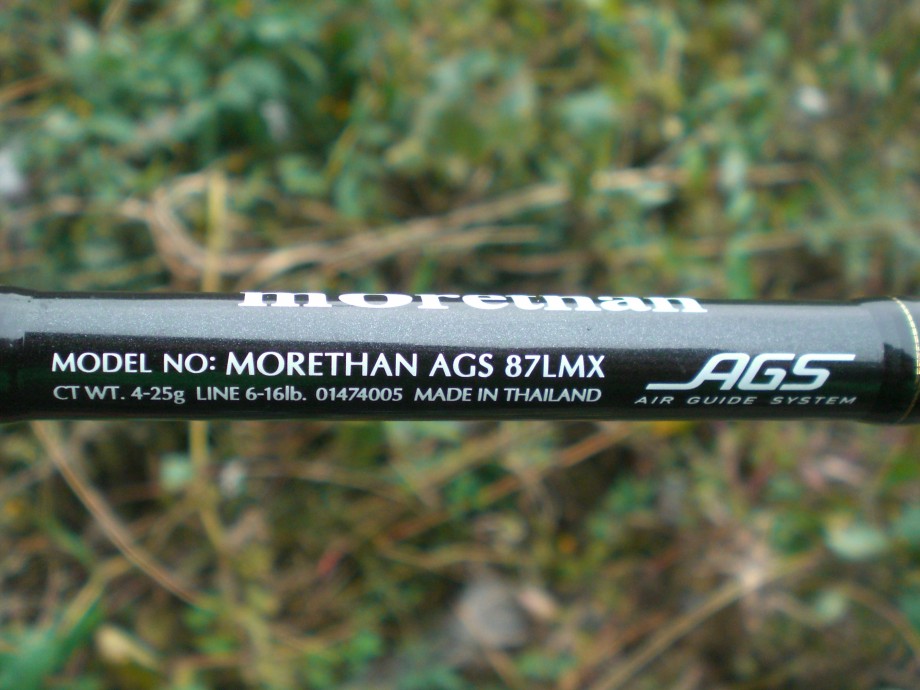 morethan
MODEL NO: MORETHAN AGS 87LMX
CT WT. 4-25g LINE 6-16lb. 01474005 MADE IN THAILAND
AGS
AIR GUIDE SYSTEM